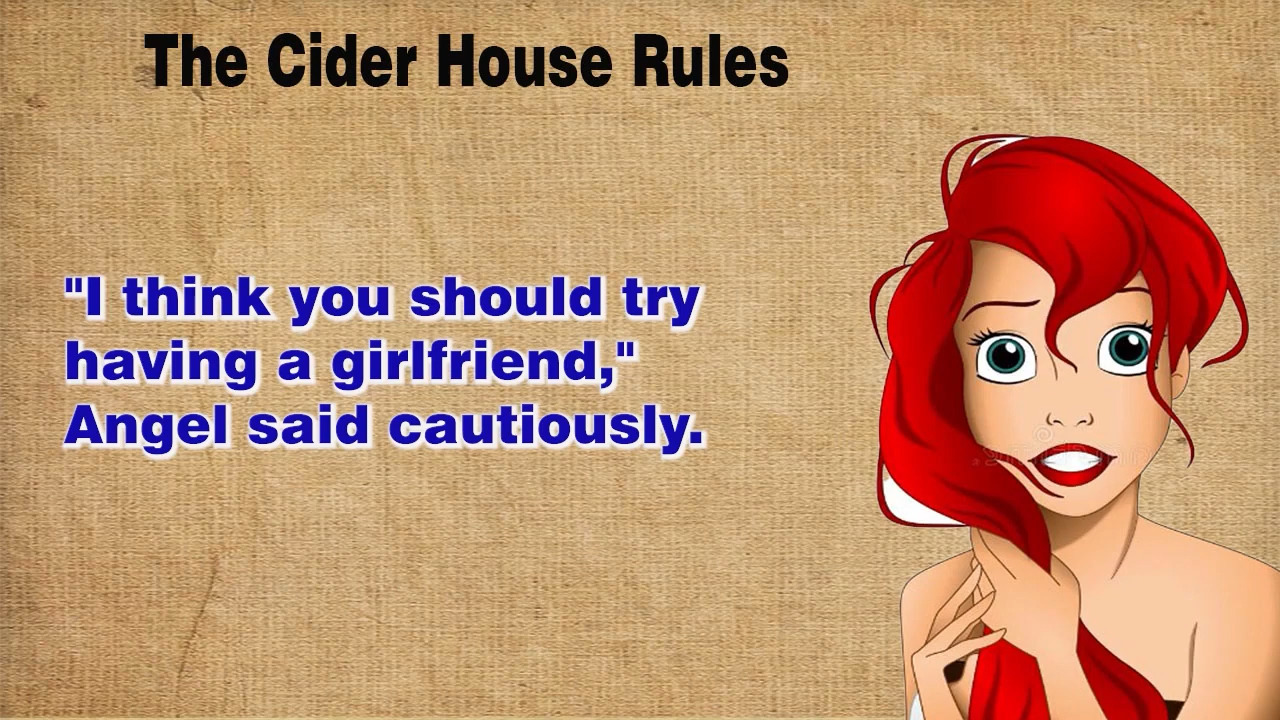 The Cider House Rules
"I think you should try
having a girlfriend,"
Angel said cautiously.